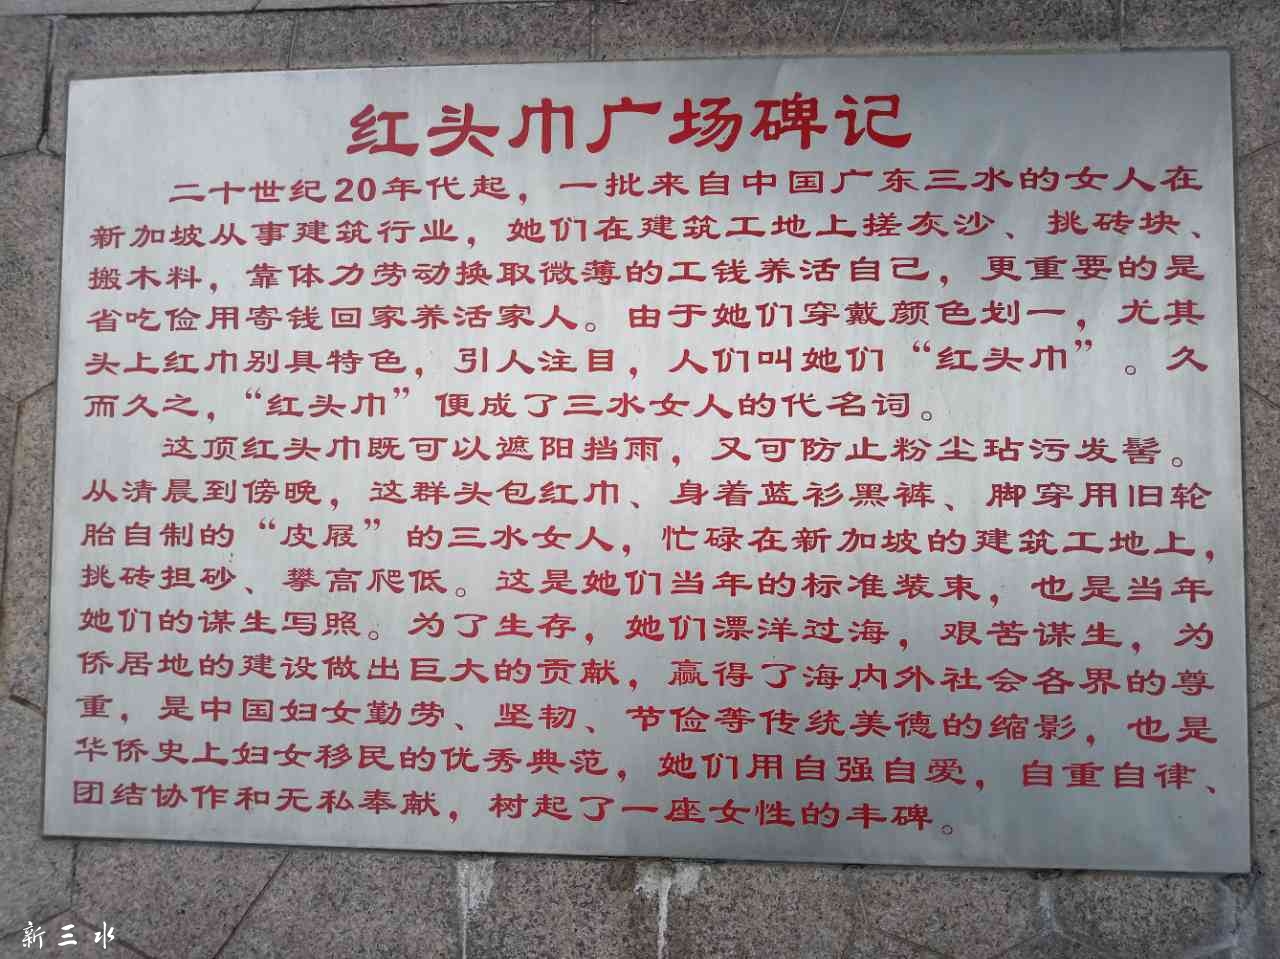 红头巾广场碑记
二十世纪20年代起，一批来自中国广东三水的女人在
新加坡从事建筑行业，她们在建筑工地上搓灰沙、挑砖块、
搬木料，靠体力劳动换取微薄的工钱养活自己，更重要的是
省吃俭用寄钱回家养活家人。由于她们穿戴颜色划一，尤其
头上红巾别具特色，引人注目，人们叫她们“红头巾”。久
而久之，“红头巾”便成了三水女人的代名词。
这顶红头巾既可以遮阳挡雨，又可防止粉尘玷污发髻。
从清晨到傍晚，这群头包红巾、身着蓝衫黑裤、脚穿用旧轮
胎自制的“皮屐”的三水女人，忙碌在新加坡的建筑工地上，
挑砖担砂、攀高爬低。这是她们当年的标准装束，也是当年
她们的谋生写照。为了生存，她们漂洋过海，艰苦谋生，为
侨居地的建设做出巨大的贡献，赢得了海内外社会各界的尊
重，是中国妇女勤劳、坚韧、节俭等传统美德的缩影，也是
华侨史上妇女移民的优秀典范，她们用自强自爱，自重自律、
团结协作和无私奉献，树起了一座女性的丰碑。
新三水